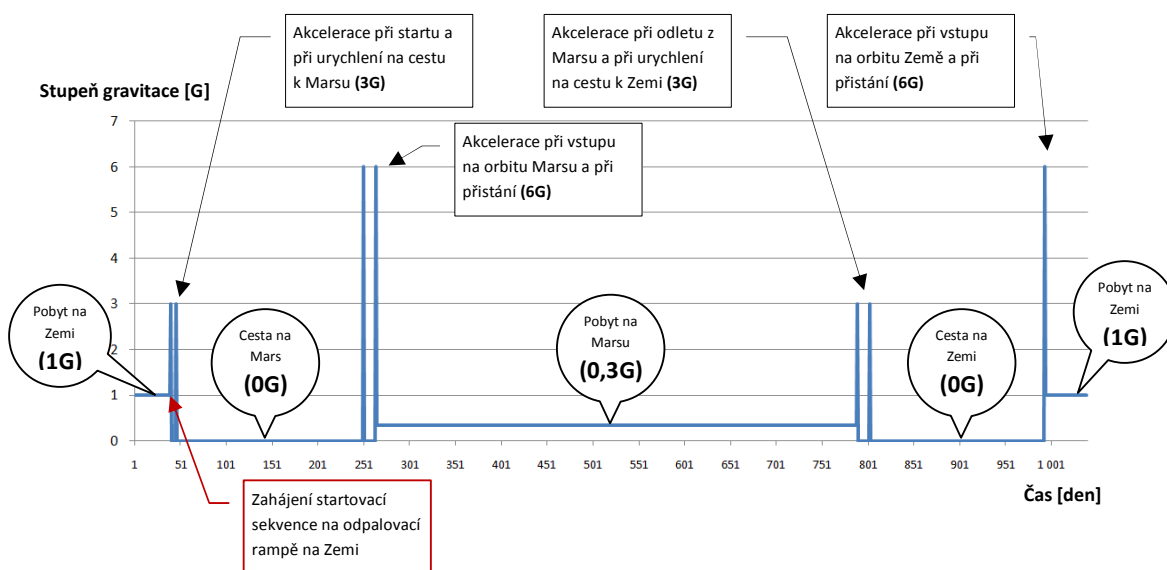 Akcelerace při startu a
při urychlení na cestu
k Marsu (3G)
Akcelerace při odletu z
Marsu a při urychlení
na cestu k Zemi (3G)
Akcelerace při vstupu
na orbitu Země a při
přistání (6G)
Stupeň gravitace [G]
Akcelerace při vstupu
na orbitu Marsu a při
přistání (6G)
7
6
5
4
3
2
1
0
Pobyt na
Zemi
(1G)
Cesta na
Mars
(0G)
Pobyt na
Marsu
(0,3G)
Cesta na
Zemi
(0G)
Pobyt na
Zemi
(1G)
1 51 101 151 201 251 301 351 401 451 501 551 601 651 701 751 801 851 901 951 1 001
Čas [den]
Zahájení startovací
sekvence na odpalovací
rampě na Zemi